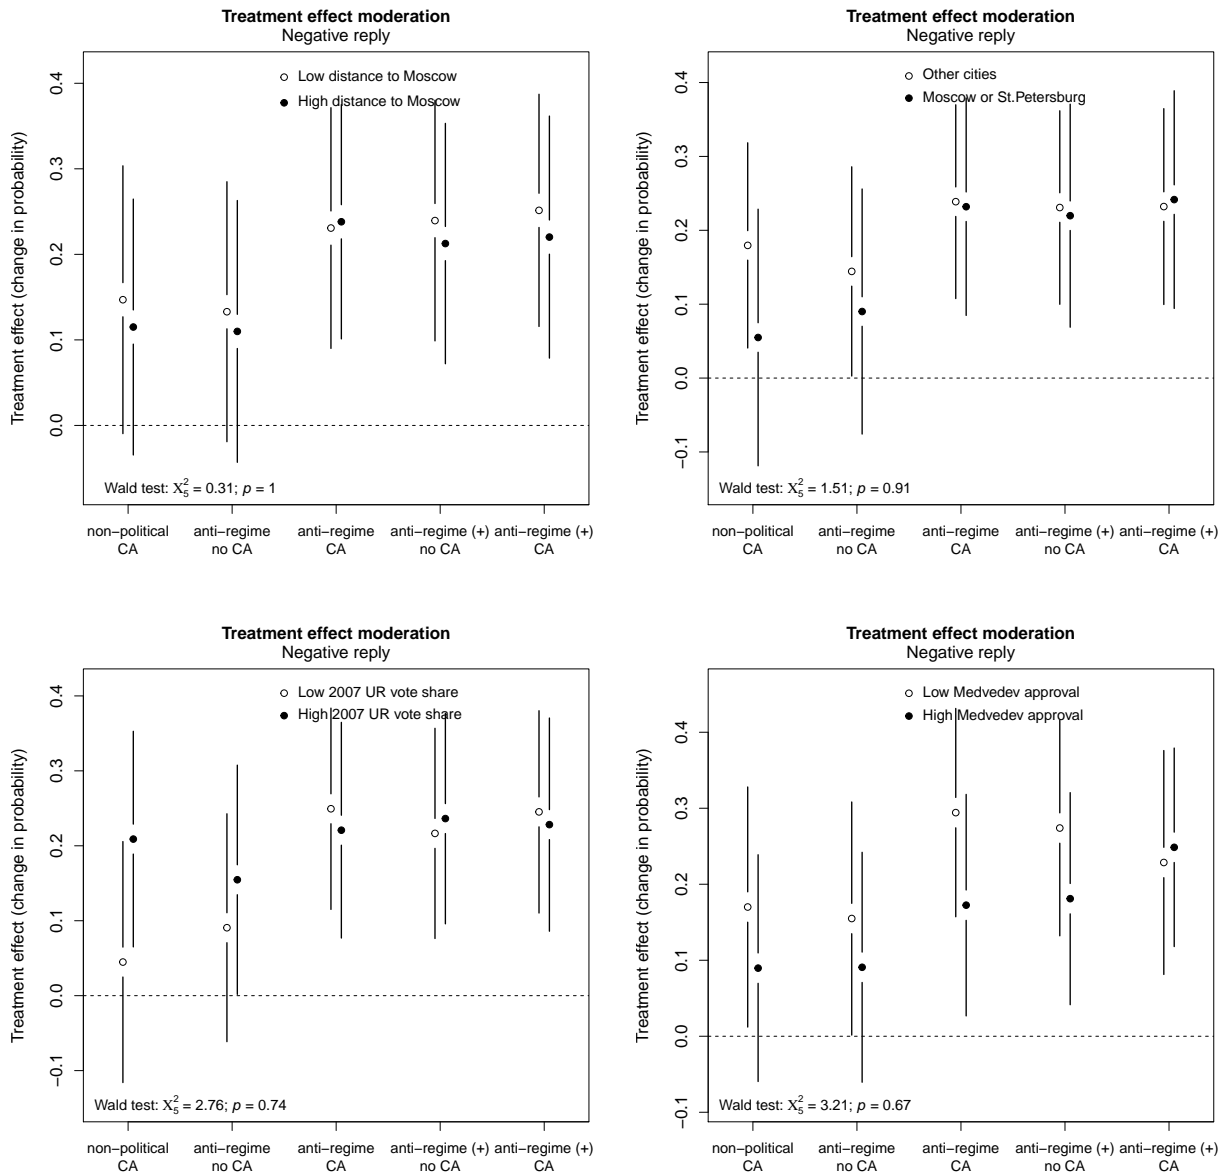 Treatment effect moderation
Negative reply
Treatment effect (change in probability)
0.4
0.3
0.2
0.1
0.0
Low distance to Moscow
High distance to Moscow
Wald test: Χ²₅ = 0.31; p = 1
non−political CA
anti−regime no CA
anti−regime CA
anti−regime (+) no CA
anti−regime (+) CA
Treatment effect moderation
Negative reply
Treatment effect (change in probability)
0.4
0.3
0.2
0.1
0.0
−0.1
Other cities
Moscow or St.Petersburg
Wald test: Χ²₅ = 1.51; p = 0.91
non−political CA
anti−regime no CA
anti−regime CA
anti−regime (+) no CA
anti−regime (+) CA
Treatment effect moderation
Negative reply
Treatment effect (change in probability)
0.4
0.3
0.2
0.1
0.0
−0.1
Low 2007 UR vote share
High 2007 UR vote share
Wald test: Χ²₅ = 2.76; p = 0.74
non−political CA
anti−regime no CA
anti−regime CA
anti−regime (+) no CA
anti−regime (+) CA
Treatment effect moderation
Negative reply
Treatment effect (change in probability)
0.4
0.3
0.2
0.1
0.0
−0.1
Low Medvedev approval
High Medvedev approval
Wald test: Χ²₅ = 3.21; p = 0.67
non−political CA
anti−regime no CA
anti−regime CA
anti−regime (+) no CA
anti−regime (+) CA